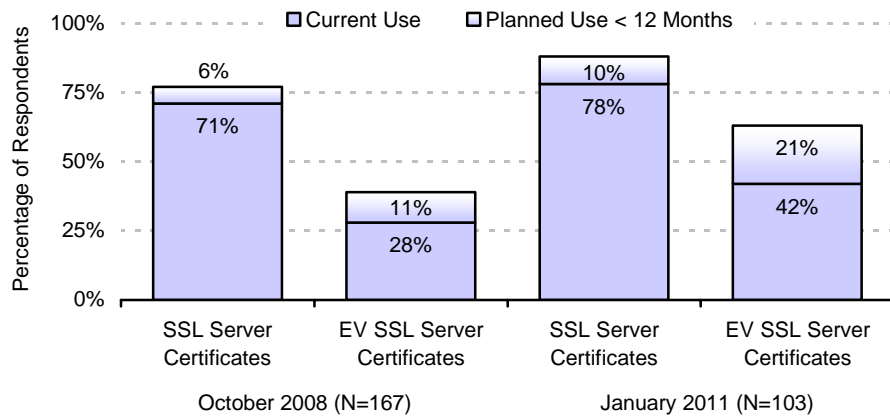 Current Use Planned Use < 12 Months
Percentage of Respondents
100%
75%
50%
25%
0%
6%
71%
11%
28%
10%
78%
21%
42%
SSL Server
Certificates
EV SSL Server
Certificates
SSL Server
Certificates
EV SSL Server
Certificates
October 2008 (N=167)
January 2011 (N=103)